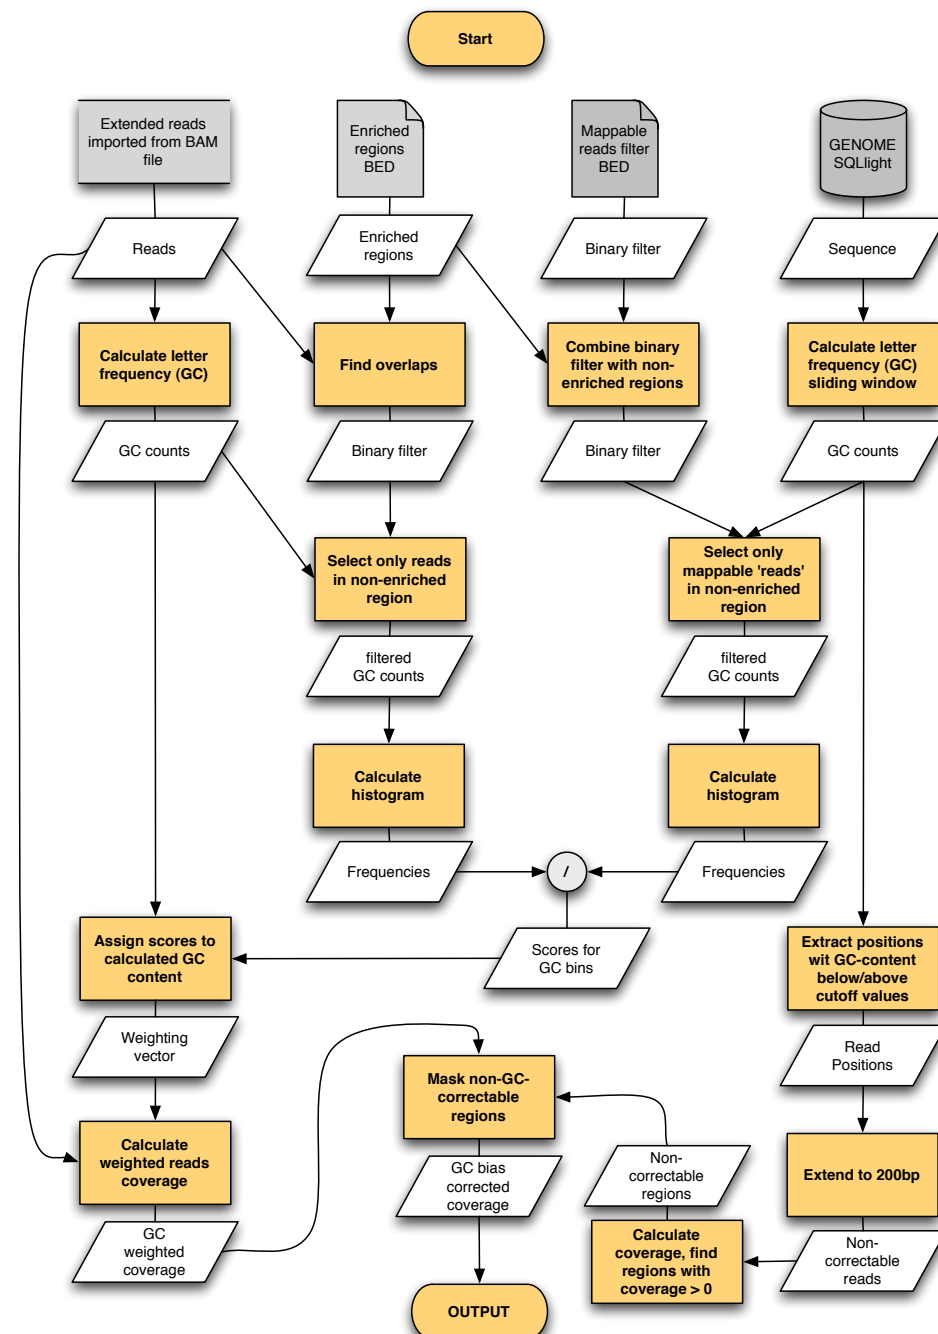 Start
Extended reads
imported from BAM
file
Enriched
regions
BED
Mappable
reads filter
BED
GENOME
SQLlight
Reads
Enriched
regions
Binary filter
Sequence
Calculate letter
frequency (GC)
Find overlaps
Combine binary
filter with non-
enriched regions
Calculate letter
frequency (GC)
sliding window
GC counts
Binary filter
Binary filter
GC counts
Select only reads
in non-enriched
region
Select only
mappable 'reads'
in non-enriched
region
filtered
GC counts
filtered
GC counts
Calculate
histogram
Calculate
histogram
Frequencies
/
Frequencies
Assign scores to
calculated GC
content
Scores for
GC bins
Extract positions
wit GC-content
below/above
cutoff values
Weighting
vector
Mask non-GC-
correctable
regions
Read
Positions
Calculate
weighted reads
coverage
GC bias
corrected
coverage
Non-
correctable
regions
Extend to 200bp
GC
weighted
coverage
Calculate
coverage, find
regions with
coverage > 0
Non-
correctable
reads
OUTPUT